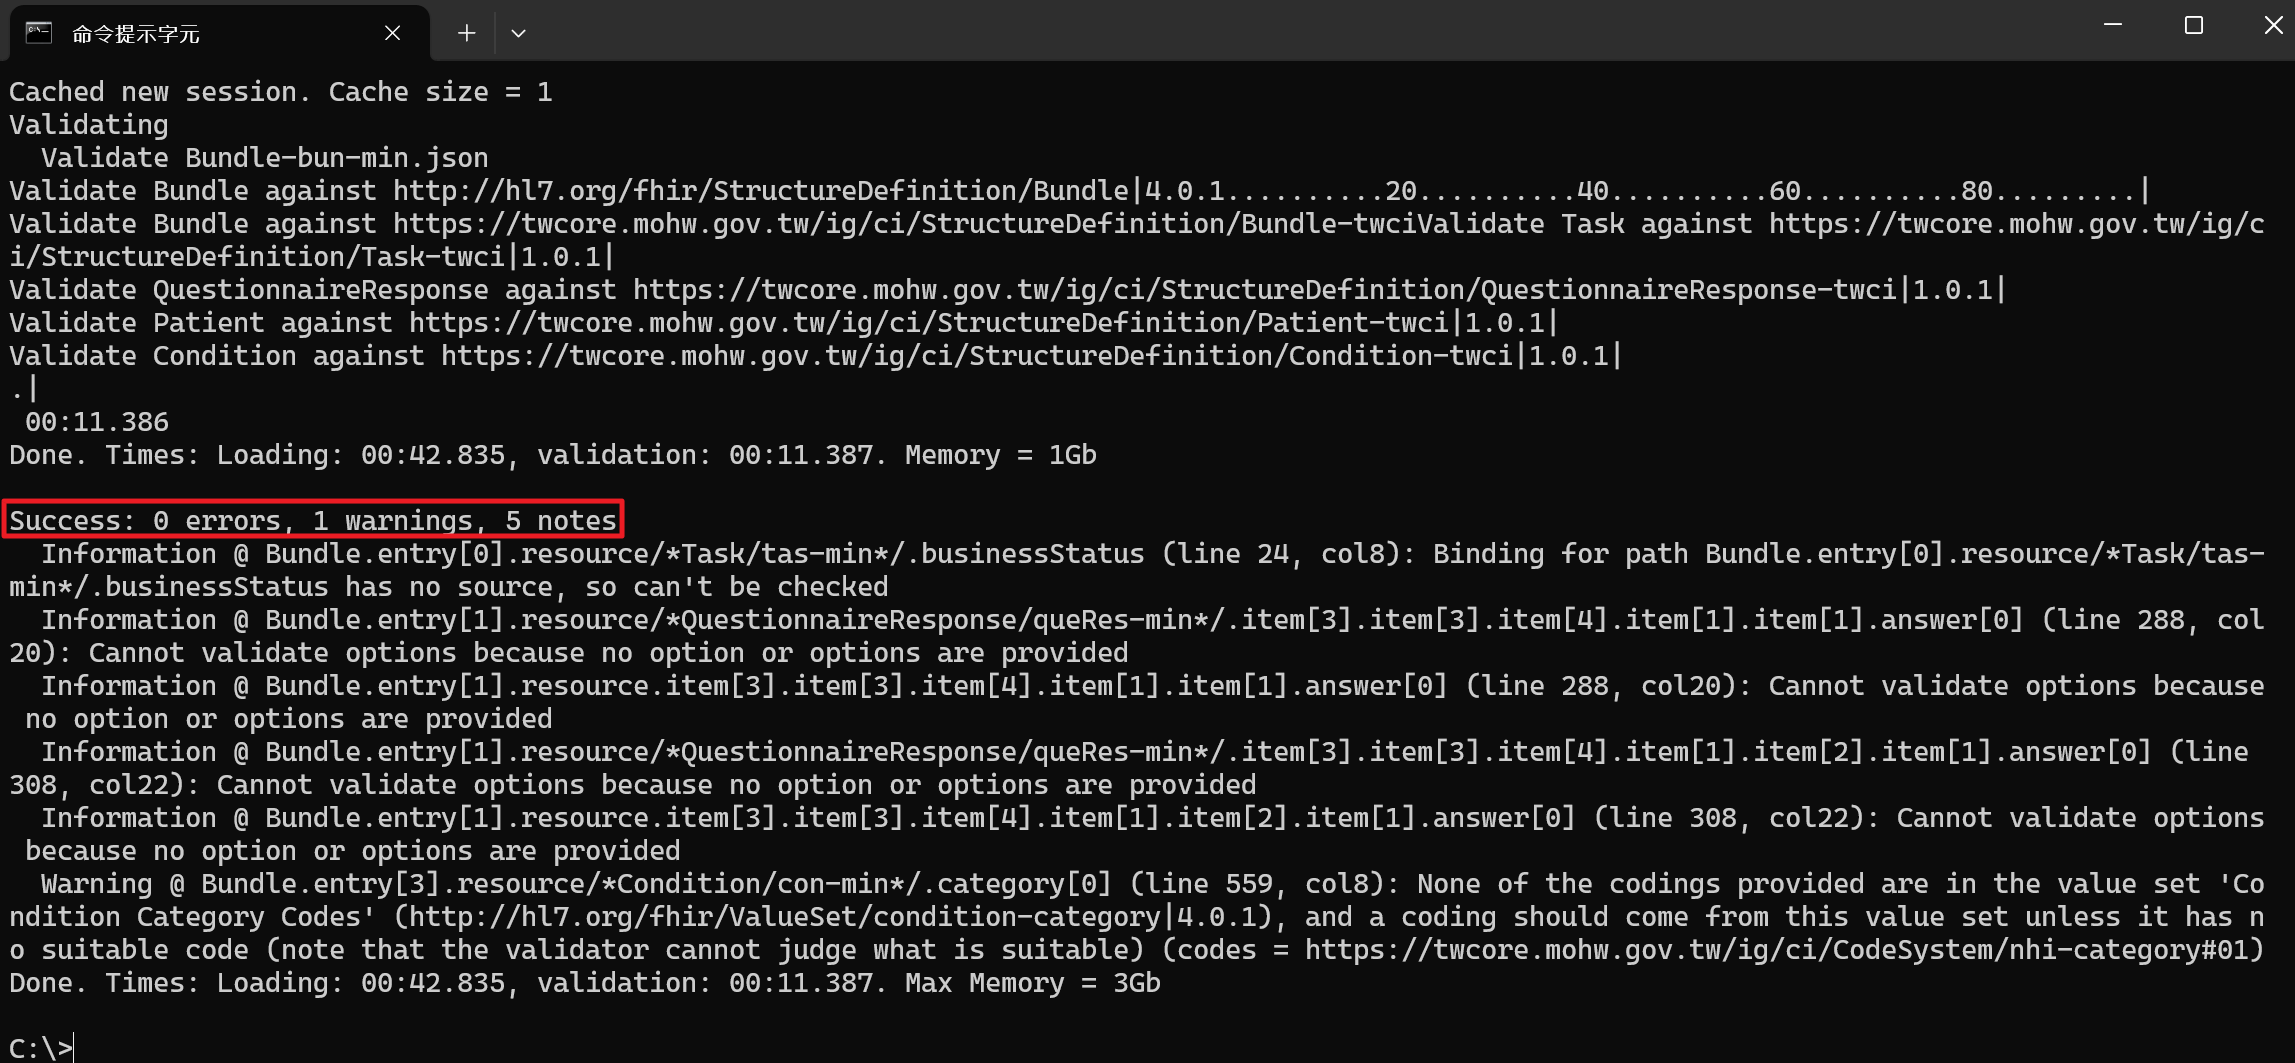 命令提示字元
Cached new session. Cache size = 1
Validating
  Validate Bundle-bun-min.json
Validate Bundle against http://hl7.org/fhir/StructureDefinition/Bundle|4.0.1..........20..........40..........60..........80.........|
Validate Bundle against https://twcore.mohw.gov.tw/ig/ci/StructureDefinition/Bundle-twciValidate Task against https://twcore.mohw.gov.tw/ig/c
i/StructureDefinition/Task-twci|1.0.1|
Validate QuestionnaireResponse against https://twcore.mohw.gov.tw/ig/ci/StructureDefinition/QuestionnaireResponse-twci|1.0.1|
Validate Patient against https://twcore.mohw.gov.tw/ig/ci/StructureDefinition/Patient-twci|1.0.1|
Validate Condition against https://twcore.mohw.gov.tw/ig/ci/StructureDefinition/Condition-twci|1.0.1|
.|
 00:11.386
Done. Times: Loading: 00:42.835, validation: 00:11.387. Memory = 1Gb
Success: 0 errors, 1 warnings, 5 notes
  Information @ Bundle.entry[0].resource/*Task/tas-min*/.businessStatus (line 24, col8): Binding for path Bundle.entry[0].resource/*Task/tas-
min*/.businessStatus has no source, so can't be checked
  Information @ Bundle.entry[1].resource/*QuestionnaireResponse/queRes-min*/.item[3].item[3].item[4].item[1].item[1].answer[0] (line 288, col
20): Cannot validate options because no option or options are provided
  Information @ Bundle.entry[1].resource.item[3].item[3].item[4].item[1].item[1].answer[0] (line 288, col20): Cannot validate options because
 no option or options are provided
  Information @ Bundle.entry[1].resource/*QuestionnaireResponse/queRes-min*/.item[3].item[3].item[4].item[1].item[2].item[1].answer[0] (line
308, col22): Cannot validate options because no option or options are provided
  Information @ Bundle.entry[1].resource.item[3].item[3].item[4].item[1].item[2].item[1].answer[0] (line 308, col22): Cannot validate options
 because no option or options are provided
  Warning @ Bundle.entry[3].resource/*Condition/con-min*/.category[0] (line 559, col8): None of the codings provided are in the value set 'Co
ndition Category Codes' (http://hl7.org/fhir/ValueSet/condition-category|4.0.1), and a coding should come from this value set unless it has n
o suitable code (note that the validator cannot judge what is suitable) (codes = https://twcore.mohw.gov.tw/ig/ci/CodeSystem/nhi-category#01)
Done. Times: Loading: 00:42.835, validation: 00:11.387. Max Memory = 3Gb
C:\>